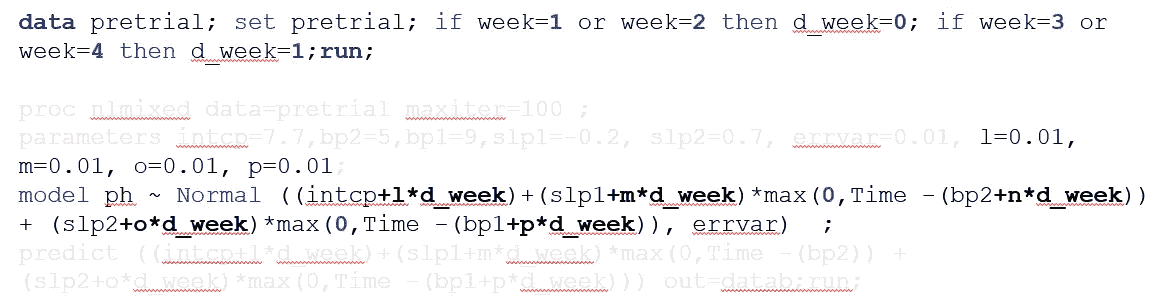 data pretrial; set pretrial; if week=1 or week=2 then d_week=0; if week=3 or
week=4 then d_week=1;run;
proc nlmixed data=pretrial maxiter=100 ;
parameters intcp=7.7,bp2=5,bp1=9,slp1=-0.2, slp2=0.7, errvar=0.01, l=0.01,
m=0.01, o=0.01, p=0.01;
model ph ~ Normal ((intcp+l*d_week)+(slp1+m*d_week)*max(0,Time -(bp2+n*d_week))
+ (slp2+o*d_week)*max(0,Time -(bp1+p*d_week)), errvar)  ;
predict ((intcp+l*d_week)+(slp1+m*d_week)*max(0,Time -(bp2)) +
(slp2+o*d_week)*max(0,Time -(bp1+p*d_week))) out=datab;run;